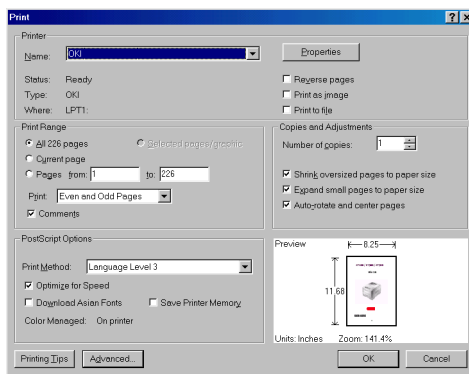 Print
Printer
Name: OKI
Properties
Status: Ready
Type: OKI
Where: LPT1:
Reverse pages
Print as image
Print to file
Print Range
All 226 pages
Selected pages/graphic
Current page
Pages from: 1 to: 226
Print: Even and Odd Pages
Comments
Copies and Adjustments
Number of copies: 1
Shrink oversized pages to paper size
Expand small pages to paper size
Auto-rotate and center pages
PostScript Options
Print Method: Language Level 3
Optimize for Speed
Download Asian Fonts Save Printer Memory
Color Managed: On printer
Preview
8.25
11.68
Units: Inches Zoom: 141.4%
Printing Tips Advanced... OK Cancel